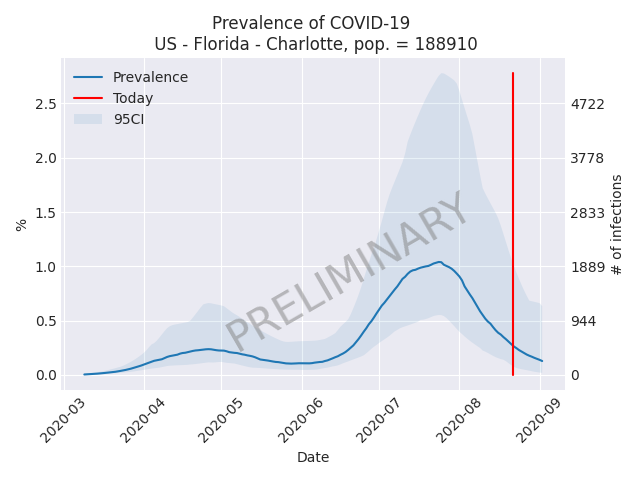 Prevalence of COVID-19
US - Florida - Charlotte, pop. = 188910
Prevalence
Today
95CI
PRELIMINARY
%
2.5
2.0
1.5
1.0
0.5
0.0
4722
3778
2833
1889
944
0
# of infections
2020-03
2020-04
2020-05
2020-06
2020-07
2020-08
2020-09
Date